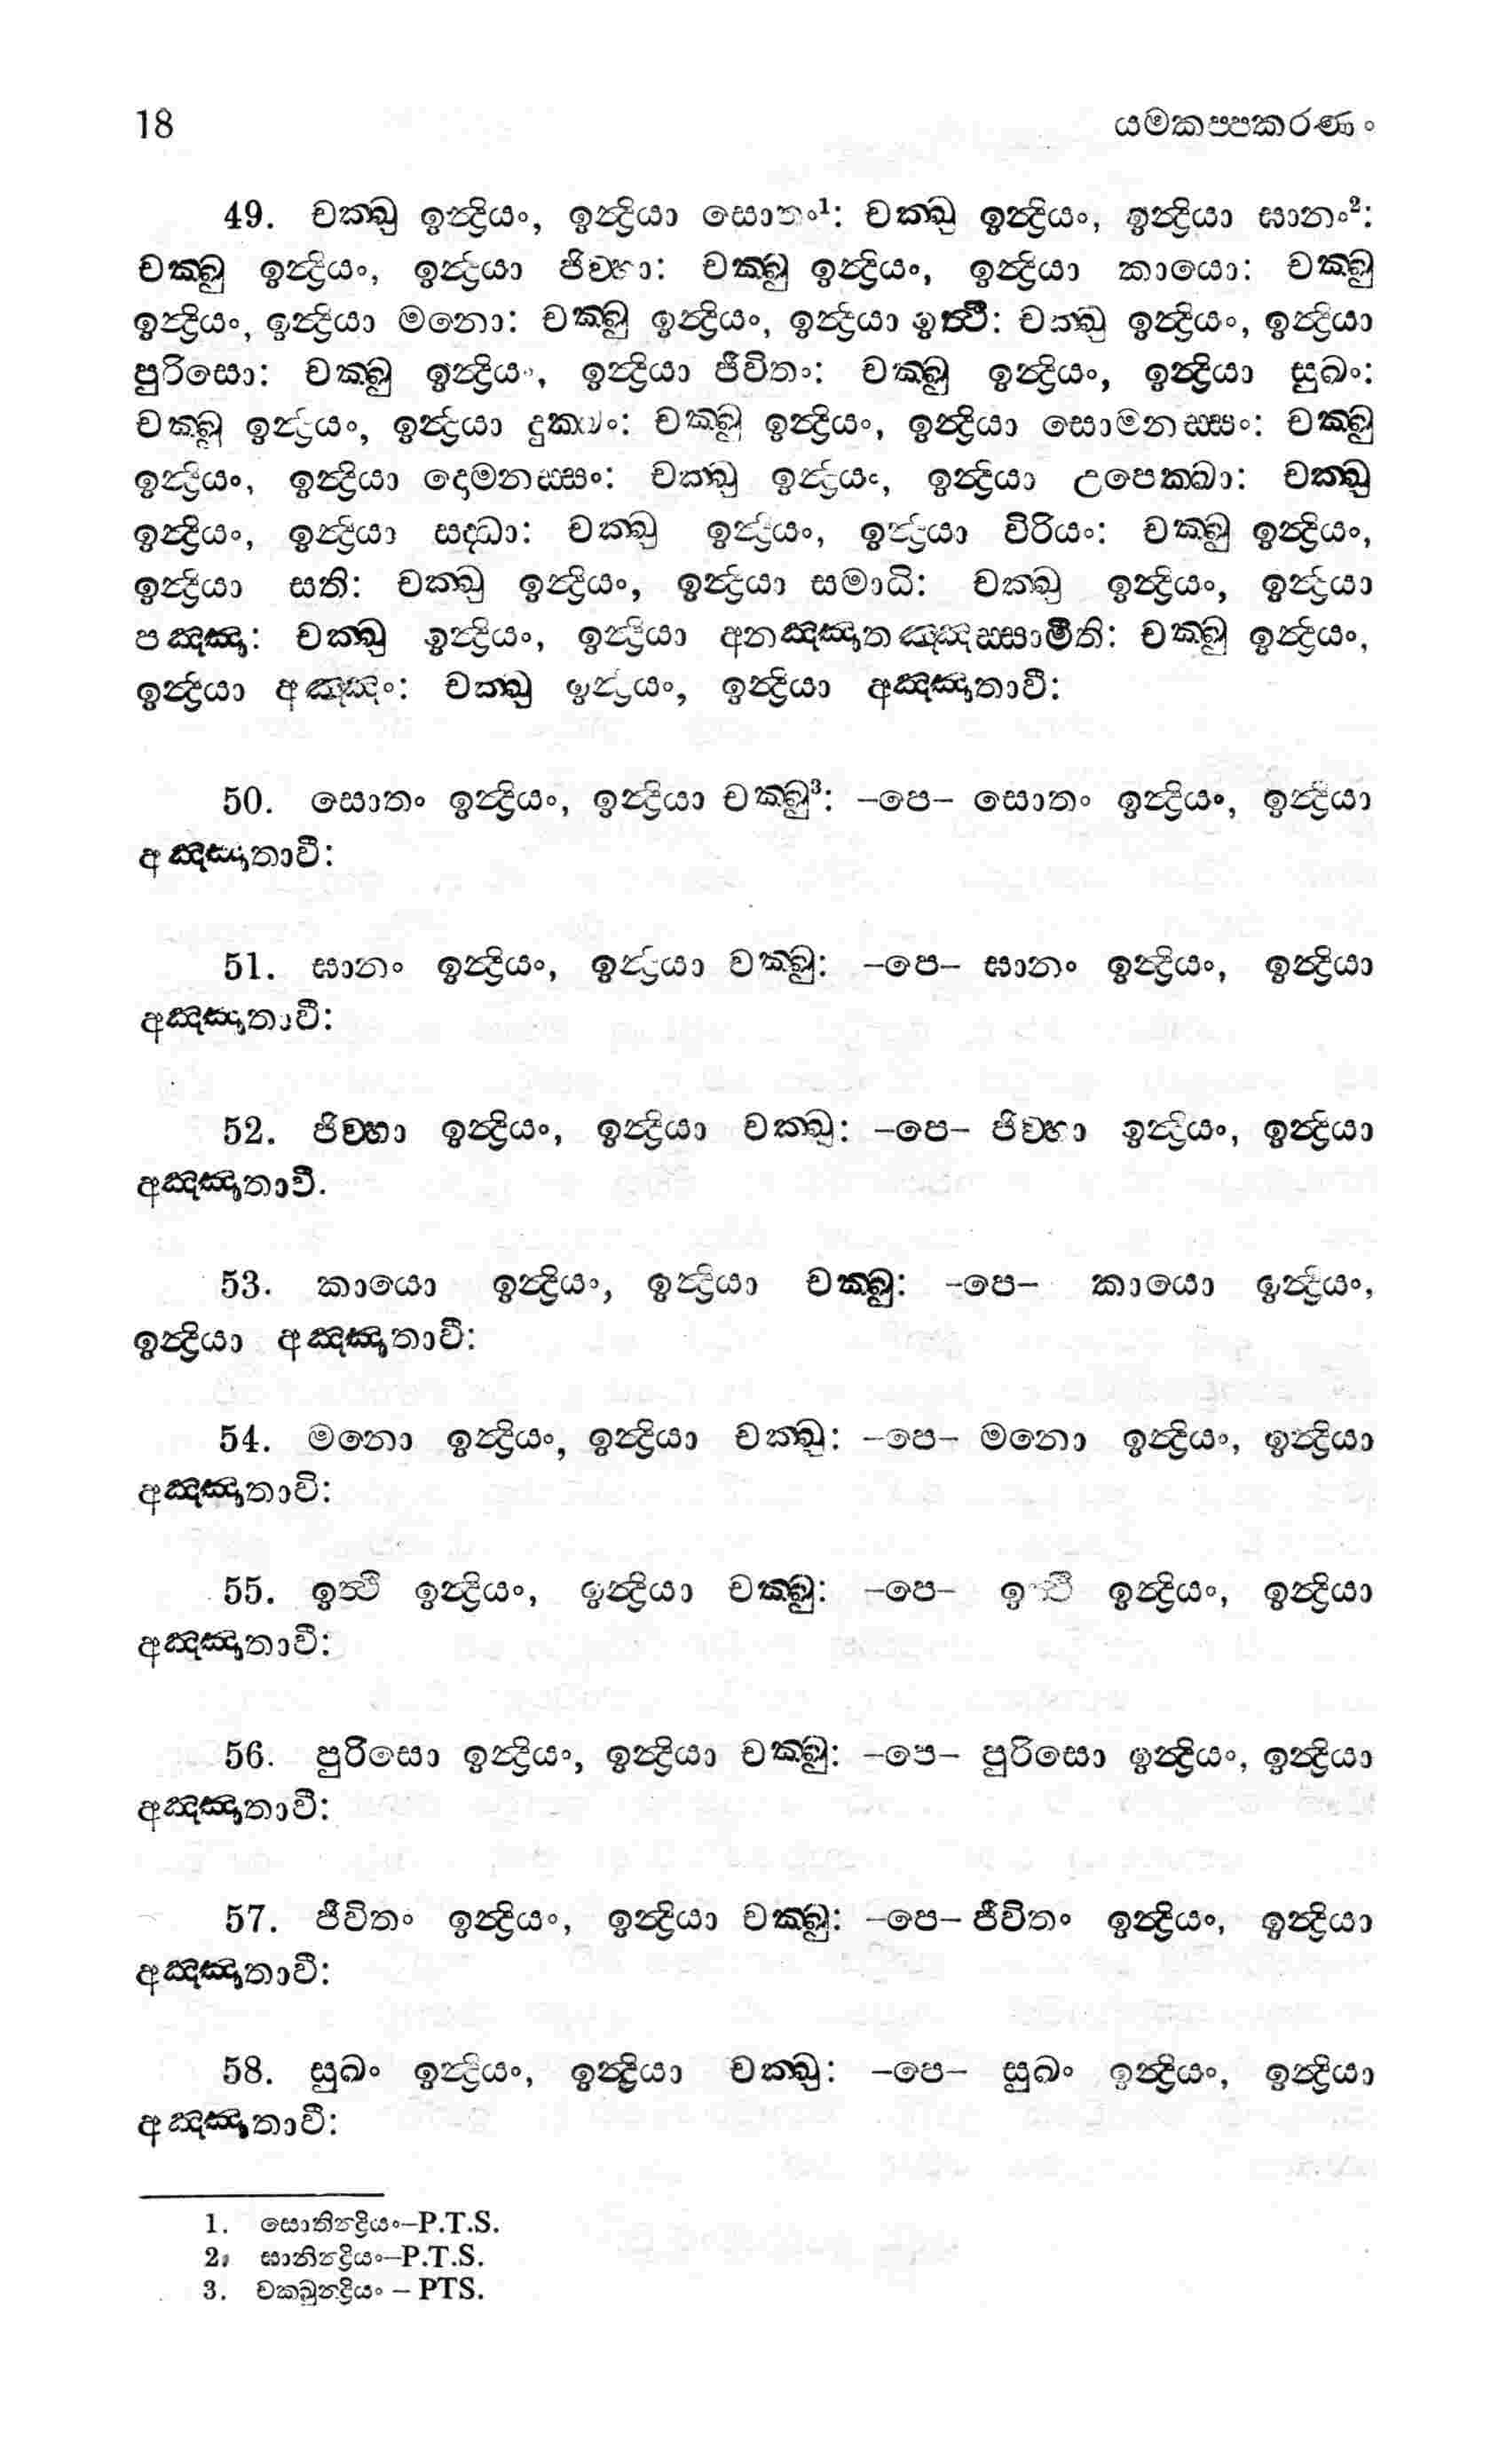 18 යමකප්පකරණං
49. චක්ඛු ඉන්ද්‍රියං, ඉන්ද්‍රියා සොතං¹: චක්ඛු ඉන්ද්‍රියං, ඉන්ද්‍රියා ඝානං²:
චක්ඛු ඉන්ද්‍රියං, ඉන්ද්‍රියා ජිව්හා: චක්ඛු ඉන්ද්‍රියං, ඉන්ද්‍රියා කායො: චක්ඛු
ඉන්ද්‍රියං, ඉන්ද්‍රියා මනො: චක්ඛු ඉන්ද්‍රියං, ඉන්ද්‍රියා ඉත්ථි: චක්ඛු ඉන්ද්‍රියං, ඉන්ද්‍රියා
පුරිසො: චක්ඛු ඉන්ද්‍රියං, ඉන්ද්‍රියා ජීවිතං: චක්ඛු ඉන්ද්‍රියං, ඉන්ද්‍රියා සුඛං:
චක්ඛු ඉන්ද්‍රියං, ඉන්ද්‍රියා දුක්ඛං: චක්ඛු ඉන්ද්‍රියං, ඉන්ද්‍රියා සොමනස්සං: චක්ඛු
ඉන්ද්‍රියං, ඉන්ද්‍රියා දොමනස්සං: චක්ඛු ඉන්ද්‍රියං, ඉන්ද්‍රියා උපෙක්ඛා: චක්ඛු
ඉන්ද්‍රියං, ඉන්ද්‍රියා සද්ධා: චක්ඛු ඉන්ද්‍රියං, ඉන්ද්‍රියා විරියං: චක්ඛු ඉන්ද්‍රියං,
ඉන්ද්‍රියා සති: චක්ඛු ඉන්ද්‍රියං, ඉන්ද්‍රියා සමාධි: චක්ඛු ඉන්ද්‍රියං, ඉන්ද්‍රියා
පඤ්ඤා: චක්ඛු ඉන්ද්‍රියං, ඉන්ද්‍රියා අනඤ්ඤාතඤ්ඤස්සාමීති: චක්ඛු ඉන්ද්‍රියං,
ඉන්ද්‍රියා අඤ්ඤං: චක්ඛු ඉන්ද්‍රියං, ඉන්ද්‍රියා අඤ්ඤාතාවී:
50. සොතං ඉන්ද්‍රියං, ඉන්ද්‍රියා චක්ඛු³: –පෙ– සොතං ඉන්ද්‍රියං, ඉන්ද්‍රියා
අඤ්ඤාතාවී:
51. ඝානං ඉන්ද්‍රියං, ඉන්ද්‍රියා චක්ඛු: –පෙ– ඝානං ඉන්ද්‍රියං, ඉන්ද්‍රියා
අඤ්ඤාතාවී:
52. ජිව්හා ඉන්ද්‍රියං, ඉන්ද්‍රියා චක්ඛු: –පෙ– ජිව්හා ඉන්ද්‍රියං, ඉන්ද්‍රියා
අඤ්ඤාතාවී.
53. කායො ඉන්ද්‍රියං, ඉන්ද්‍රියා චක්ඛු: –පෙ– කායො ඉන්ද්‍රියං,
ඉන්ද්‍රියා අඤ්ඤාතාවී:
54. මනො ඉන්ද්‍රියං, ඉන්ද්‍රියා චක්ඛු: –පෙ– මනො ඉන්ද්‍රියං, ඉන්ද්‍රියා
අඤ්ඤාතාවි:
55. ඉත්ථි ඉන්ද්‍රියං, ඉන්ද්‍රියා චක්ඛු: –පෙ– ඉත්ථි ඉන්ද්‍රියං, ඉන්ද්‍රියා
අඤ්ඤාතාවී:
56. පුරිසො ඉන්ද්‍රියං, ඉන්ද්‍රියා චක්ඛු: –පෙ– පුරිසො ඉන්ද්‍රියං, ඉන්ද්‍රියා
අඤ්ඤාතාවී:
57. ජීවිතං ඉන්ද්‍රියං, ඉන්ද්‍රියා චක්ඛු: –පෙ– ජීවිතං ඉන්ද්‍රියං, ඉන්ද්‍රියා
අඤ්ඤාතාවී:
58. සුඛං ඉන්ද්‍රියං, ඉන්ද්‍රියා චක්ඛු: –පෙ– සුඛං ඉන්ද්‍රියං, ඉන්ද්‍රියා
අඤ්ඤාතාවී:
1. සොතින්ද්‍රියං–P.T.S.
2. ඝානින්ද්‍රියං–P.T.S.
3. චක්ඛුන්ද්‍රියං – PTS.